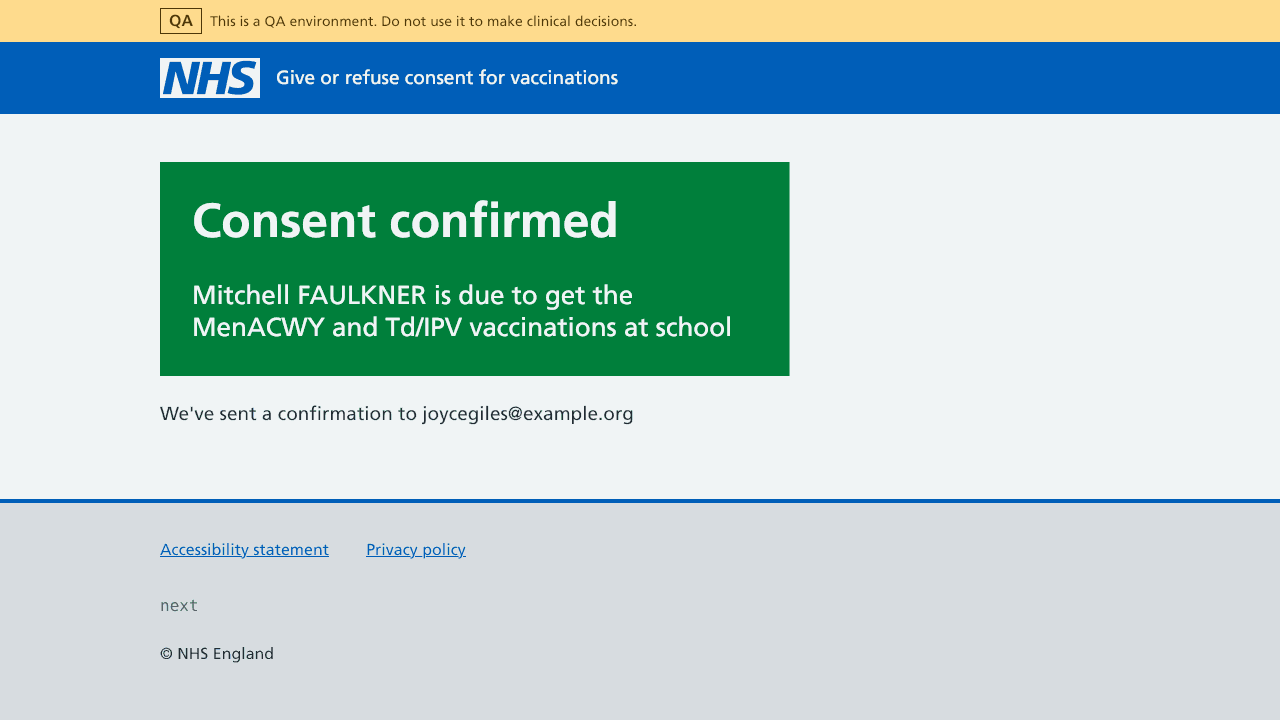 QA This is a QA environment. Do not use it to make clinical decisions.
NHS Give or refuse consent for vaccinations
Consent confirmed
Mitchell FAULKNER is due to get the
MenACWY and Td/IPV vaccinations at school
We've sent a confirmation to joycegiles@example.org
Accessibility statement Privacy policy
next
© NHS England